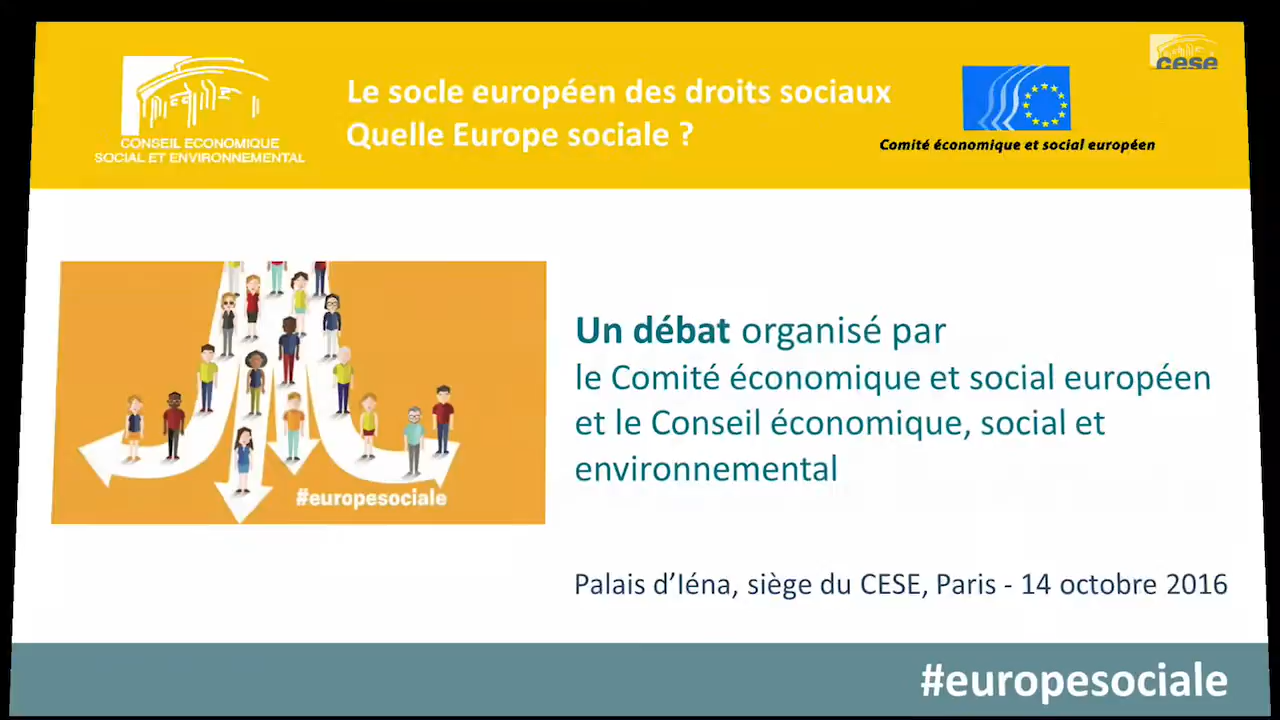 CONSEIL ECONOMIQUE
SOCIAL ET ENVIRONNEMENTAL
Le socle européen des droits sociaux
Quelle Europe sociale ?
Comité économique et social européen
cese
#europesociale
Un débat organisé par
le Comité économique et social européen
et le Conseil économique, social et
environnemental
Palais d’Iéna, siège du CESE, Paris - 14 octobre 2016
#europesociale